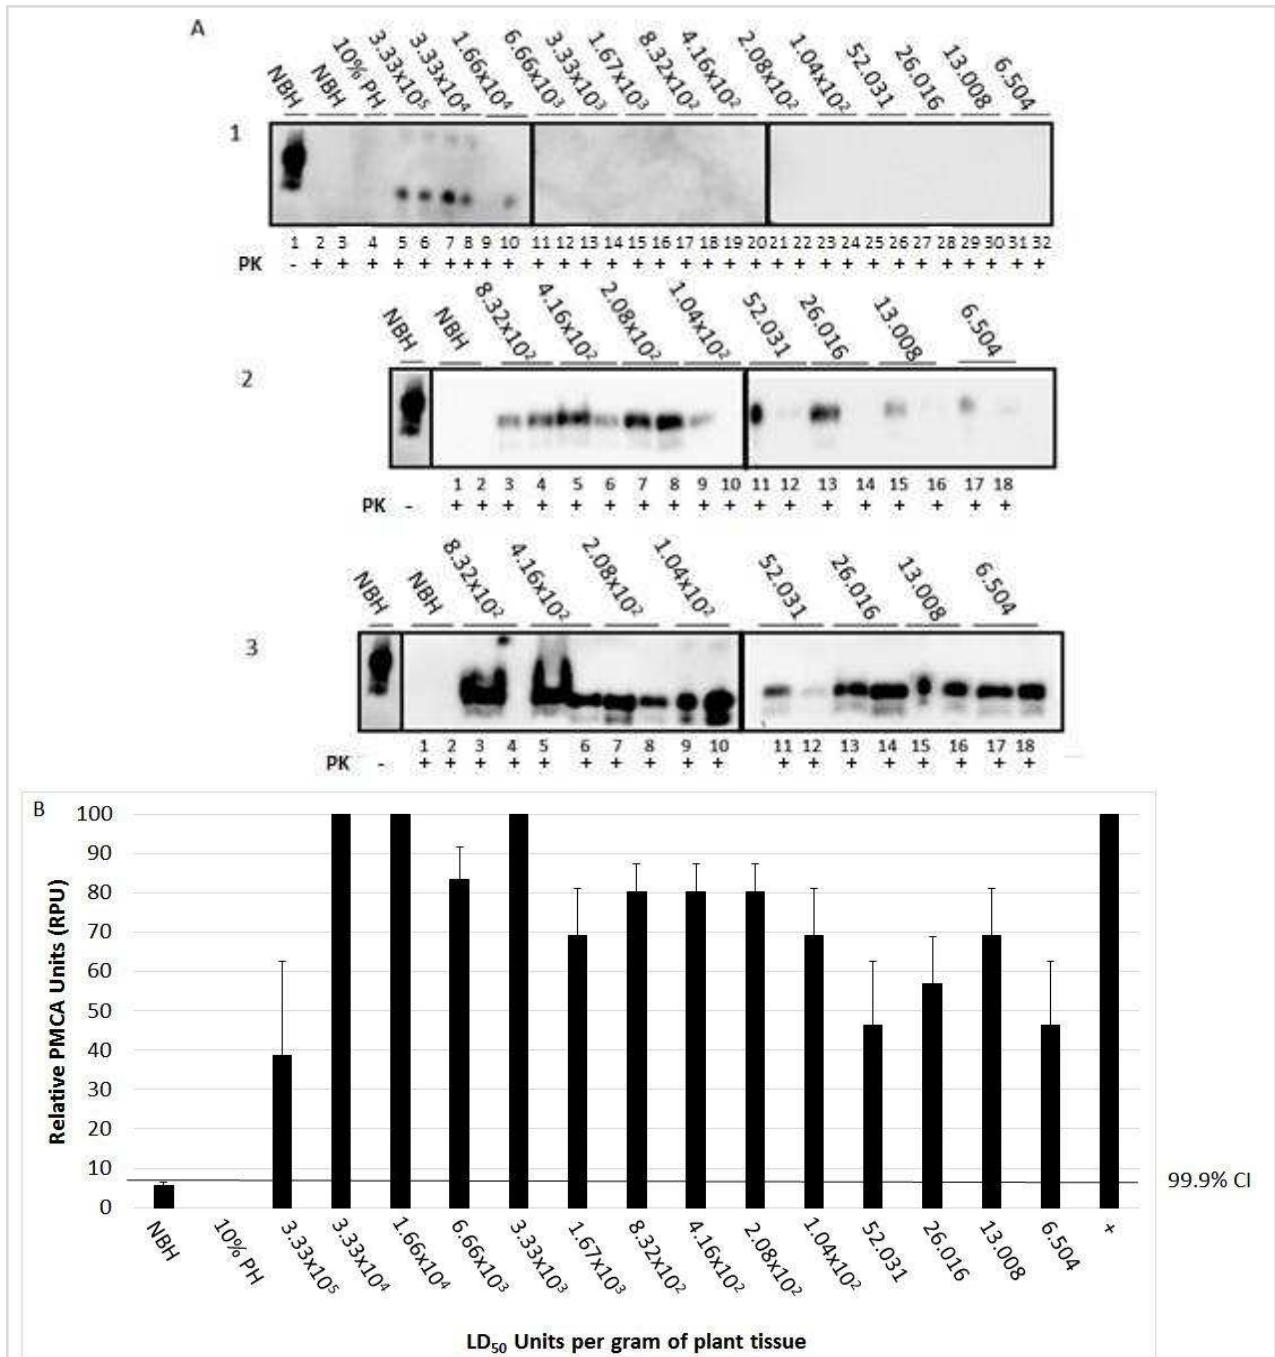 A
NBH NBH 10% PH 3.33x10⁵ 3.33x10⁴ 1.66x10⁴ 6.66x10³ 3.33x10³ 1.67x10³ 8.32x10² 4.16x10² 2.08x10² 1.04x10² 52.031 26.016 13.008 6.504
1
1 2 3 4 5 6 7 8 9 10 11 12 13 14 15 16 17 18 19 20 21 22 23 24 25 26 27 28 29 30 31 32
PK - + + + + + + + + + + + + + + + + + + + + + + + + + + + + + + +
NBH NBH 8.32x10² 4.16x10² 2.08x10² 1.04x10² 52.031 26.016 13.008 6.504
2
1 2 3 4 5 6 7 8 9 10 11 12 13 14 15 16 17 18
PK - + + + + + + + + + + + + + + + + + +
NBH NBH 8.32x10² 4.16x10² 2.08x10² 1.04x10² 52.031 26.016 13.008 6.504
3
1 2 3 4 5 6 7 8 9 10 11 12 13 14 15 16 17 18
PK - + + + + + + + + + + + + + + + + + +
B
Relative PMCA Units (RPU)
100
90
80
70
60
50
40
30
20
10
0
99.9% CI
NBH 10% PH 3.33x10⁵ 3.33x10⁴ 1.66x10⁴ 6.66x10³ 3.33x10³ 1.67x10³ 8.32x10² 4.16x10² 2.08x10² 1.04x10² 52.031 26.016 13.008 6.504 +
LD₅₀ Units per gram of plant tissue